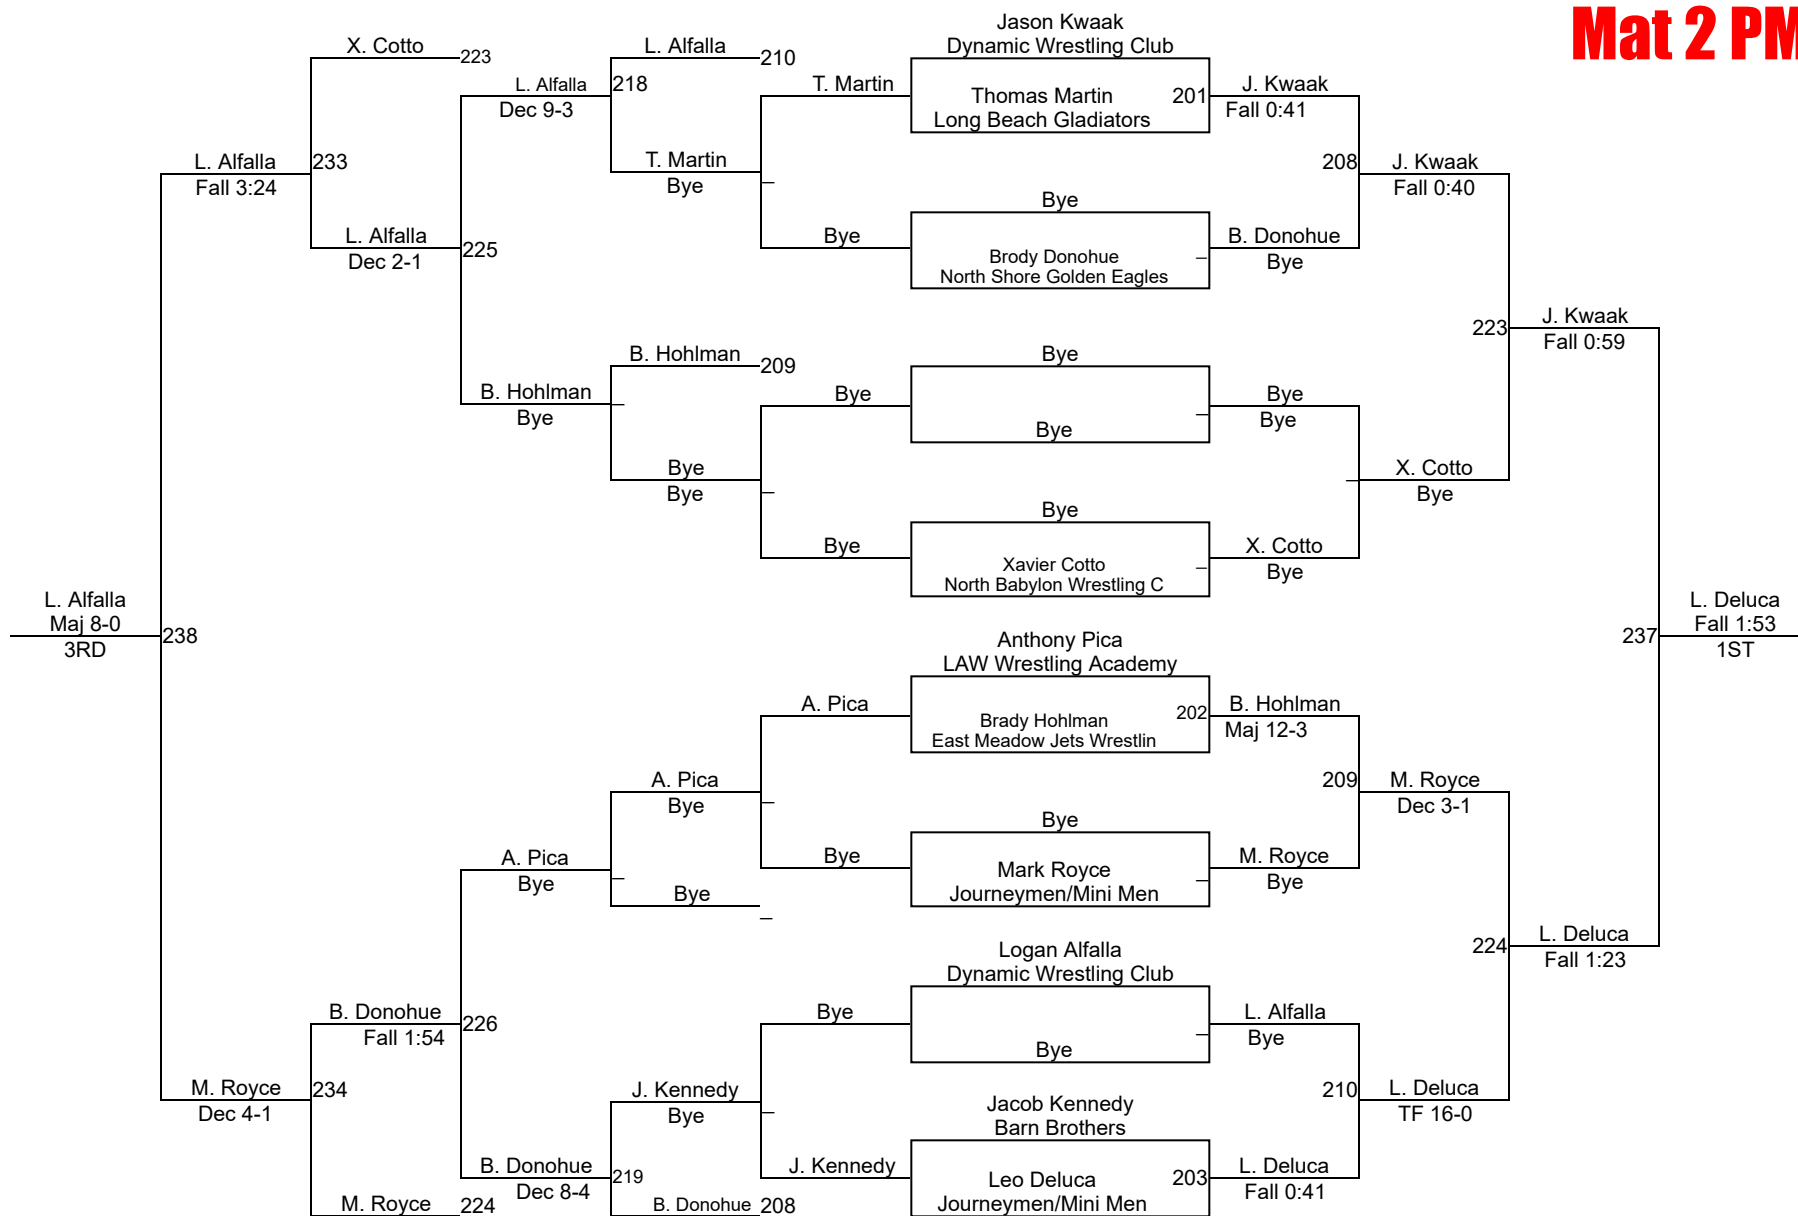 Mat 2 PM
Jason Kwaak
Dynamic Wrestling Club
X. Cotto
223
L. Alfalla
210
L. Alfalla
218
Dec 9-3
T. Martin
Thomas Martin
201
Long Beach Gladiators
J. Kwaak
Fall 0:41
L. Alfalla
233
Fall 3:24
T. Martin
Bye
_
208
J. Kwaak
Fall 0:40
Bye
L. Alfalla
Dec 2-1
225
Bye
Brody Donohue
North Shore Golden Eagles
_
B. Donohue
Bye
223
J. Kwaak
Fall 0:59
B. Hohlman
209
Bye
B. Hohlman
Bye
_
Bye
Bye
_
Bye
Bye
Bye
Bye
_
_
X. Cotto
Bye
Bye
Bye
Xavier Cotto
North Babylon Wrestling C
_
X. Cotto
Bye
L. Alfalla
Maj 8-0
3RD
238
237
L. Deluca
Fall 1:53
1ST
Anthony Pica
LAW Wrestling Academy
A. Pica
Brady Hohlman
202
East Meadow Jets Wrestlin
B. Hohlman
Maj 12-3
A. Pica
Bye
_
209
M. Royce
Dec 3-1
Bye
A. Pica
Bye
_
Bye
Mark Royce
Journeymen/Mini Men
_
M. Royce
Bye
Bye
_
224
L. Deluca
Fall 1:23
Logan Alfalla
Dynamic Wrestling Club
B. Donohue
226
Fall 1:54
Bye
Bye
_
L. Alfalla
Bye
M. Royce
234
Dec 4-1
J. Kennedy
Bye
_
210
L. Deluca
TF 16-0
Jacob Kennedy
Barn Brothers
B. Donohue
219
Dec 8-4
J. Kennedy
Leo Deluca
203
Journeymen/Mini Men
L. Deluca
Fall 0:41
M. Royce
224
B. Donohue
208